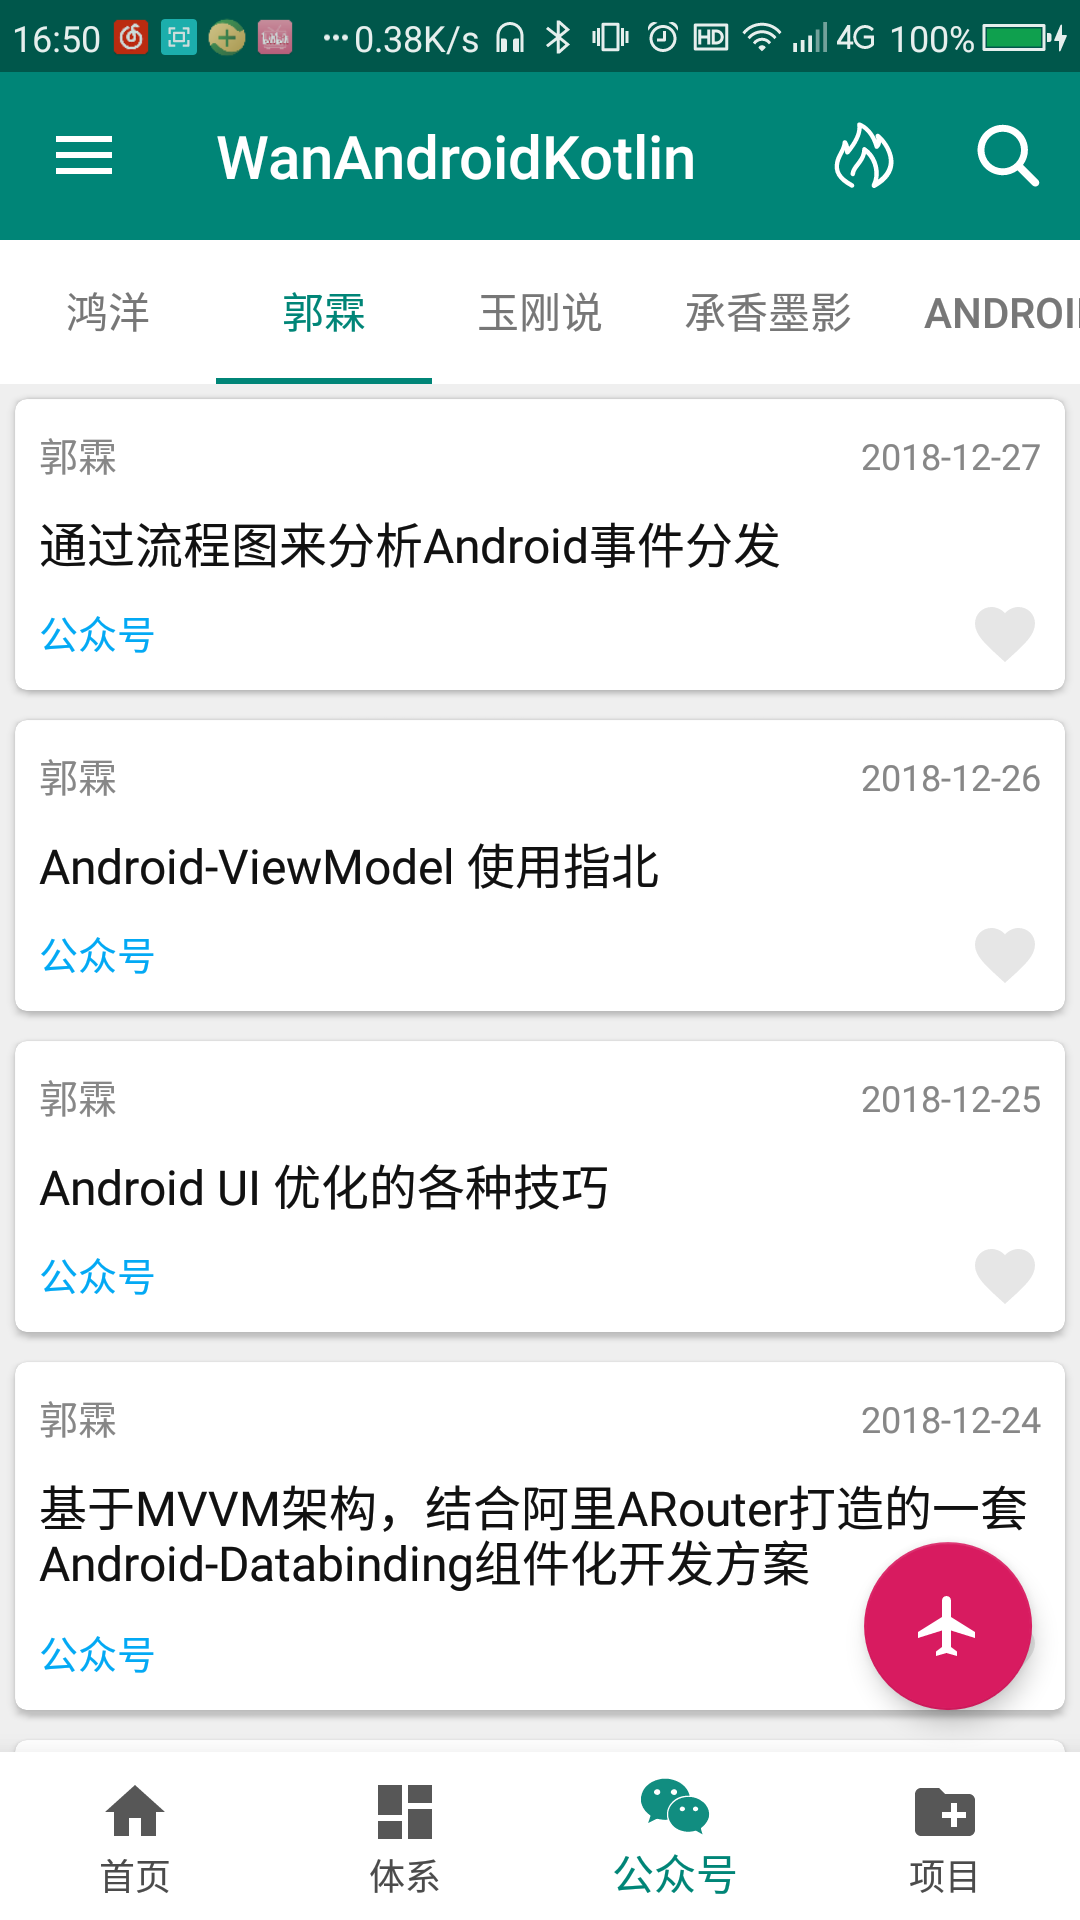 16:50 ···0.38K/s HD 4G 100%
WanAndroidKotlin
鸿洋 郭霖 玉刚说 承香墨影 ANDROI
郭霖 2018-12-27
通过流程图来分析Android事件分发
公众号
郭霖 2018-12-26
Android-ViewModel 使用指北
公众号
郭霖 2018-12-25
Android UI 优化的各种技巧
公众号
郭霖 2018-12-24
基于MVVM架构，结合阿里ARouter打造的一套
Android-Databinding组件化开发方案
公众号
首页 体系 公众号 项目